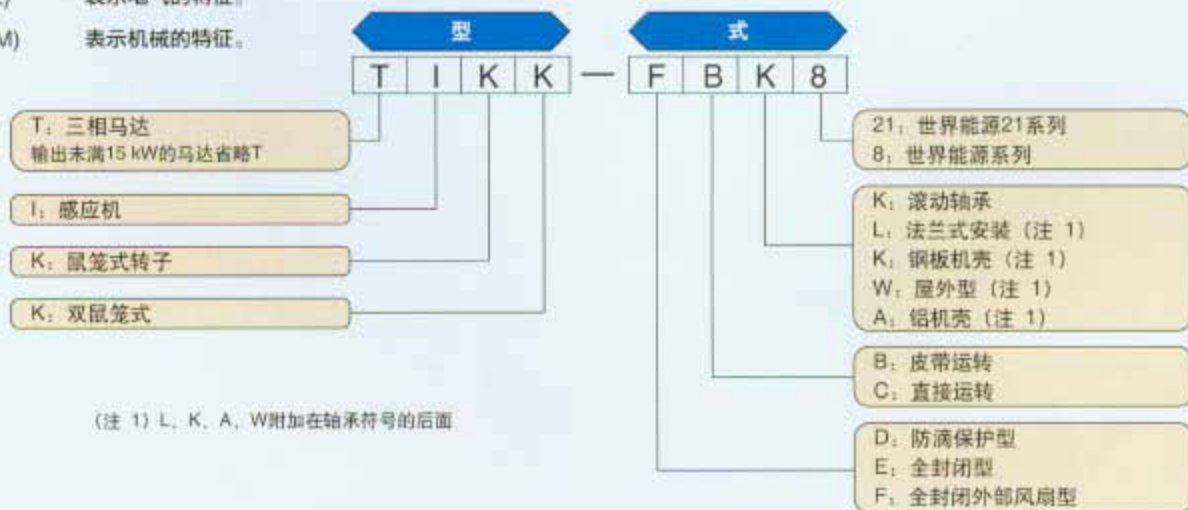 M)
表示机械的特征。
型
式
T I K K — F B K 8
T：三相马达
输出未满15 kW的马达省略T
I：感应机
K：鼠笼式转子
K：双鼠笼式
（注 1）L、K、A、W附加在轴承符号的后面
21：世界能源21系列
8：世界能源系列
K：滚动轴承
L：法兰式安装（注 1）
K：钢板机壳（注 1）
W：屋外型（注 1）
A：铝机壳（注 1）
B：皮带运转
C：直接运转
D：防滴保护型
E：全封闭型
F：全封闭外部风扇型